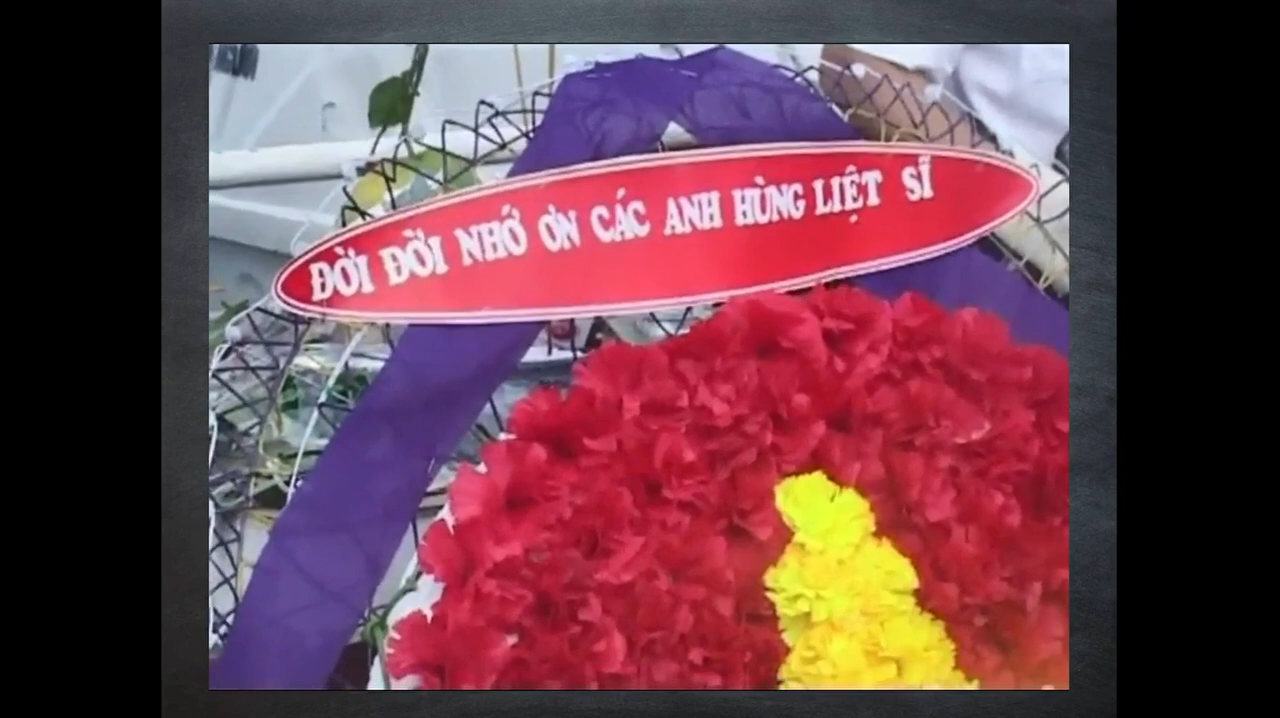 ĐỜI ĐỜI NHỚ ƠN CÁC ANH HÙNG LIỆT SĨ